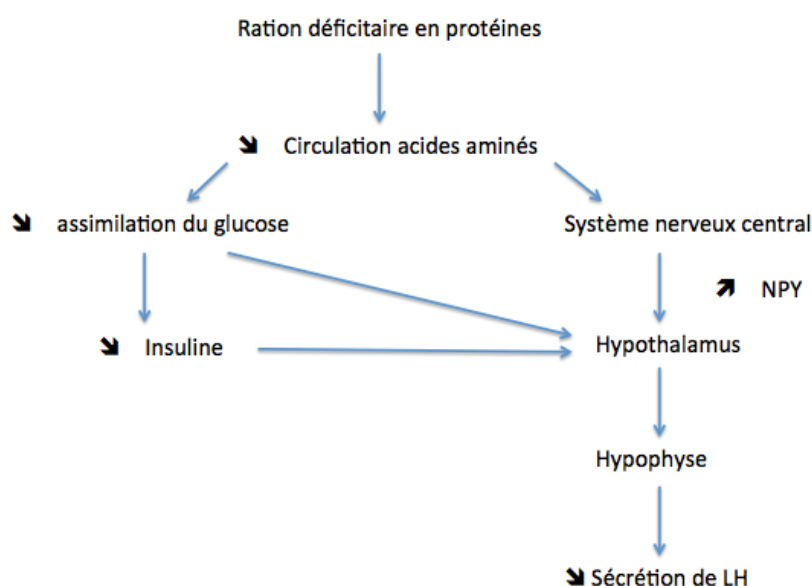 Ration déficitaire en protéines
Circulation acides aminés
assimilation du glucose
Système nerveux central
NPY
Insuline
Hypothalamus
Hypophyse
Sécrétion de LH